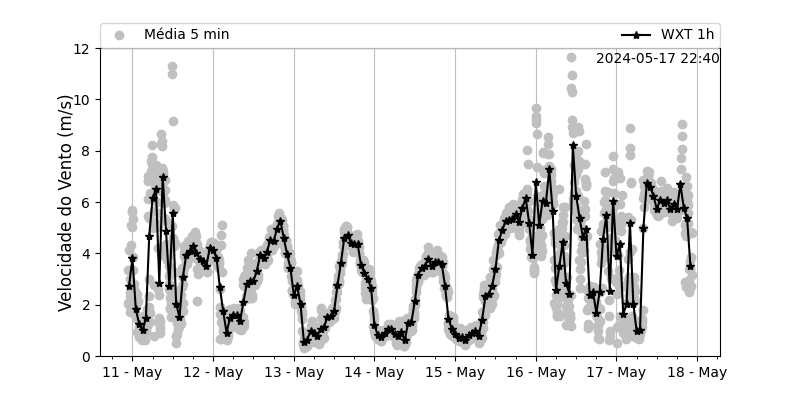 Média 5 min
WXT 1h
2024-05-17 22:40
Velocidade do Vento (m/s)
12
10
8
6
4
2
0
11 - May
12 - May
13 - May
14 - May
15 - May
16 - May
17 - May
18 - May